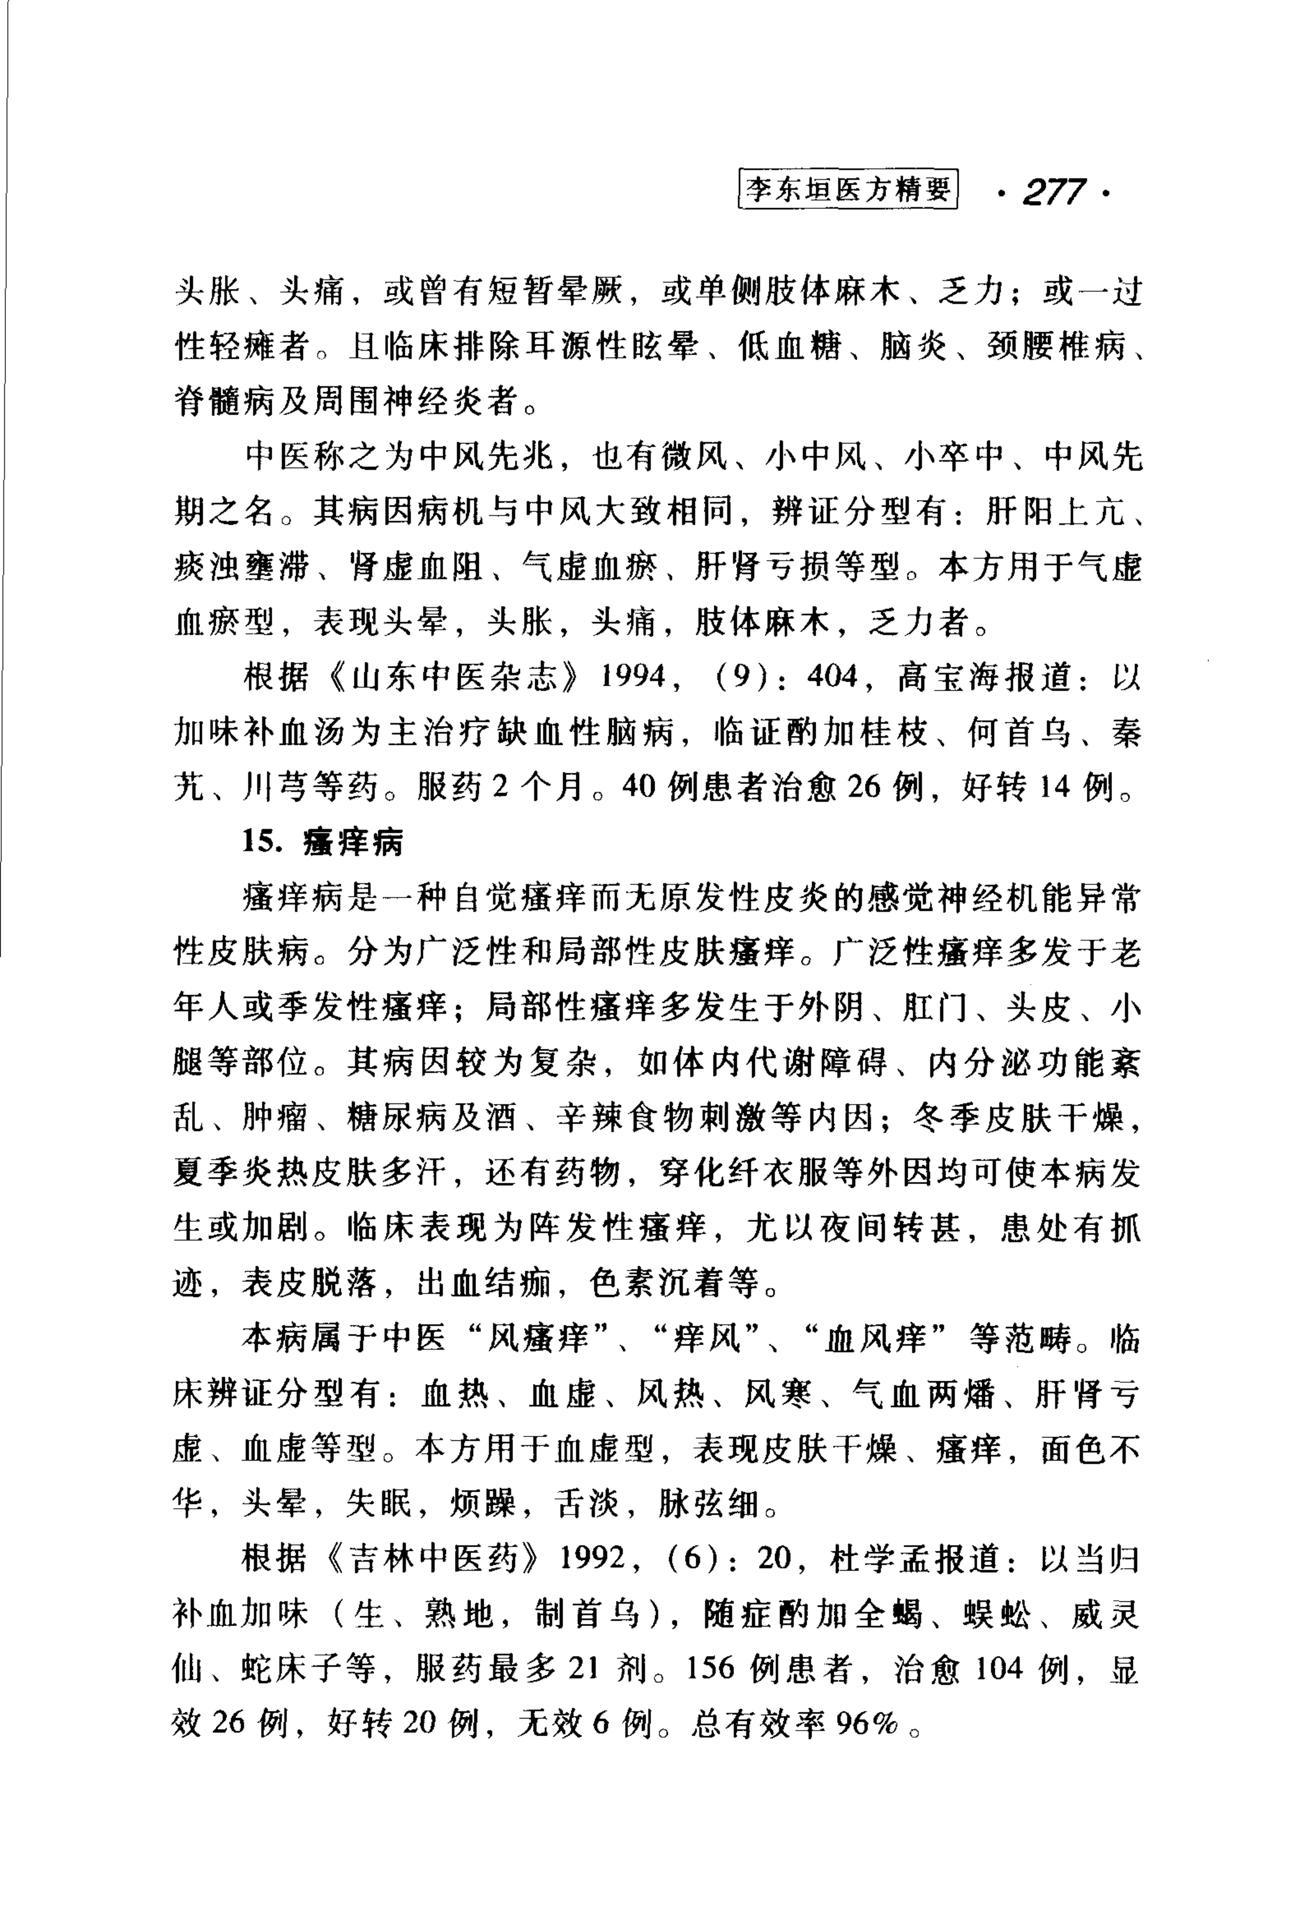 李东垣医方精要 · 277 ·
头胀、头痛，或曾有短暂晕厥，或单侧肢体麻木、乏力；或一过
性轻瘫者。且临床排除耳源性眩晕、低血糖、脑炎、颈腰椎病、
脊髓病及周围神经炎者。
中医称之为中风先兆，也有微风、小中风、小卒中、中风先
期之名。其病因病机与中风大致相同，辨证分型有：肝阳上亢、
痰浊壅滞、肾虚血阻、气虚血瘀、肝肾亏损等型。本方用于气虚
血瘀型，表现头晕，头胀，头痛，肢体麻木，乏力者。
根据《山东中医杂志》1994，（9）：404，高宝海报道：以
加味补血汤为主治疗缺血性脑病，临证酌加桂枝、何首乌、秦
艽、川芎等药。服药 2 个月。40 例患者治愈 26 例，好转 14 例。
15. 瘙痒病
瘙痒病是一种自觉瘙痒而无原发性皮炎的感觉神经机能异常
性皮肤病。分为广泛性和局部性皮肤瘙痒。广泛性瘙痒多发于老
年人或季发性瘙痒；局部性瘙痒多发生于外阴、肛门、头皮、小
腿等部位。其病因较为复杂，如体内代谢障碍、内分泌功能紊
乱、肿瘤、糖尿病及酒、辛辣食物刺激等内因；冬季皮肤干燥，
夏季炎热皮肤多汗，还有药物，穿化纤衣服等外因均可使本病发
生或加剧。临床表现为阵发性瘙痒，尤以夜间转甚，患处有抓
迹，表皮脱落，出血结痂，色素沉着等。
本病属于中医“风瘙痒”、“痒风”、“血风痒”等范畴。临
床辨证分型有：血热、血虚、风热、风寒、气血两燔、肝肾亏
虚、血虚等型。本方用于血虚型，表现皮肤干燥、瘙痒，面色不
华，头晕，失眠，烦躁，舌淡，脉弦细。
根据《吉林中医药》1992，（6）：20，杜学孟报道：以当归
补血加味（生、熟地，制首乌），随症酌加全蝎、蜈蚣、威灵
仙、蛇床子等，服药最多 21 剂。156 例患者，治愈 104 例，显
效 26 例，好转 20 例，无效 6 例。总有效率 96%。